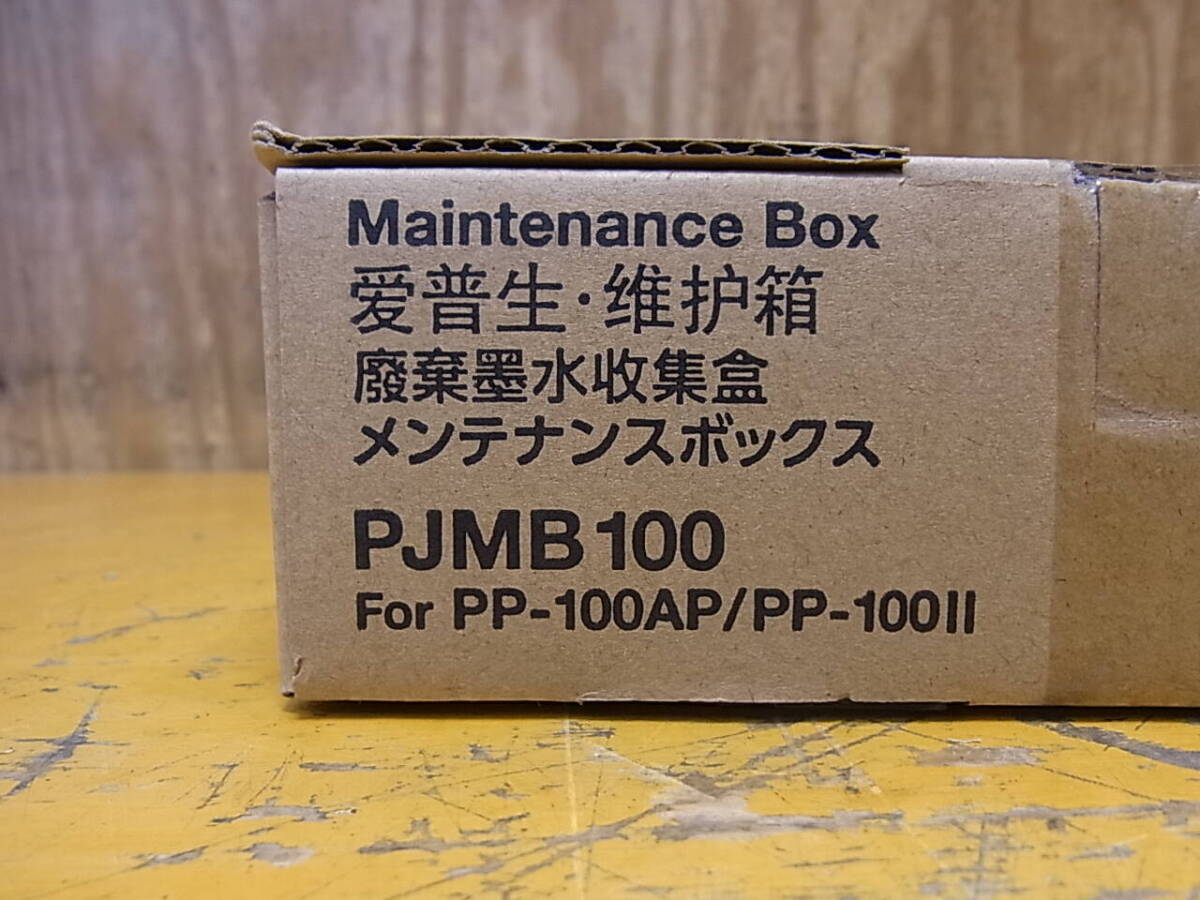 Maintenance Box
爱普生·维护箱
廢棄墨水收集盒
メンテナンスボックス
PJMB100
For PP-100AP/PP-100II